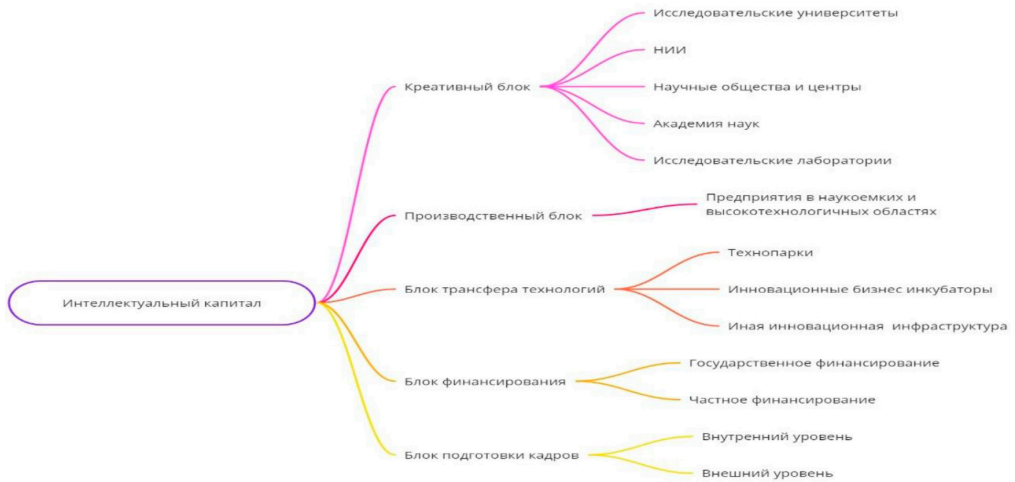 Интеллектуальный капитал
Креативный блок
Исследовательские университеты
НИИ
Научные общества и центры
Академия наук
Исследовательские лаборатории
Производственный блок
Предприятия в наукоемких и
высокотехнологичных областях
Блок трансфера технологий
Технопарки
Инновационные бизнес инкубаторы
Иная инновационная инфраструктура
Блок финансирования
Государственное финансирование
Частное финансирование
Блок подготовки кадров
Внутренний уровень
Внешний уровень